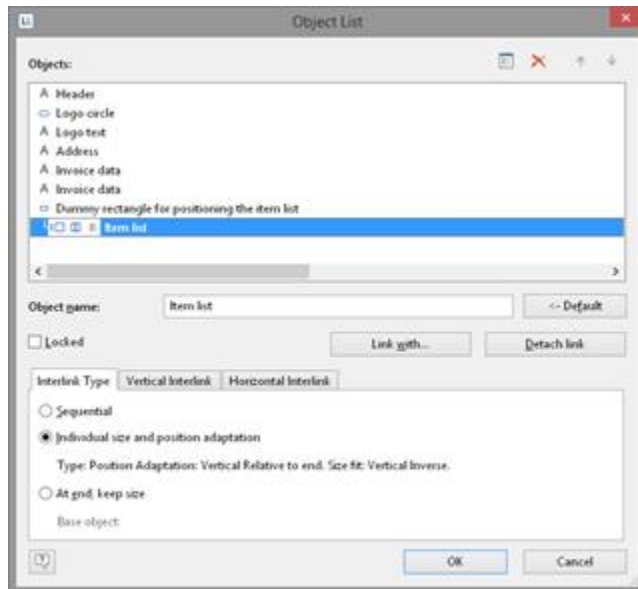 Object List
Objects:
A Header
Logo circle
A Logo text
A Address
A Invoice data
A Invoice data
Dummy rectangle for positioning the item list
Item list
Object name: Item list <- Default
Locked Link with... Detach link
Interlink Type Vertical Interlink Horizontal Interlink
Sequential
Individual size and position adaptation
Type: Position Adaptation: Vertical Relative to end. Size fit: Vertical Inverse.
At end, keep size
Base object:
OK Cancel